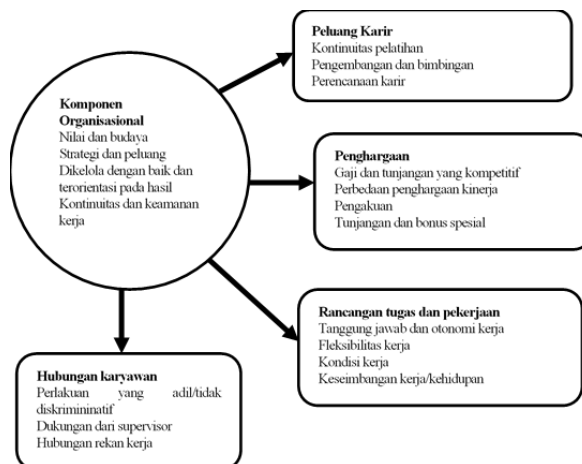 Komponen
Organisasional
Nilai dan budaya
Strategi dan peluang
Dikelola dengan baik dan
terorientasi pada hasil
Kontinuitas dan keamanan
kerja
Peluang Karir
Kontinuitas pelatihan
Pengembangan dan bimbingan
Perencanaan karir
Penghargaan
Gaji dan tunjangan yang kompetitif
Perbedaan penghargaan kinerja
Pengakuan
Tunjangan dan bonus spesial
Rancangan tugas dan pekerjaan
Tanggung jawab dan otonomi kerja
Fleksibilitas kerja
Kondisi kerja
Keseimbangan kerja/kehidupan
Hubungan karyawan
Perlakuan yang adil/tidak
diskrimininatif
Dukungan dari supervisor
Hubungan rekan kerja